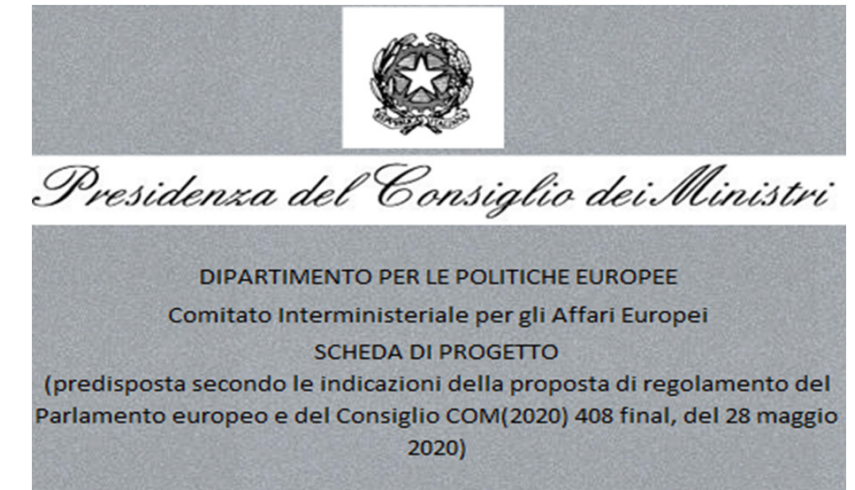 REPVBBLICA ITALIANA
Presidenza del Consiglio dei Ministri
DIPARTIMENTO PER LE POLITICHE EUROPEE
Comitato Interministeriale per gli Affari Europei
SCHEDA DI PROGETTO
(predisposta secondo le indicazioni della proposta di regolamento del
Parlamento europeo e del Consiglio COM(2020) 408 final, del 28 maggio
2020)